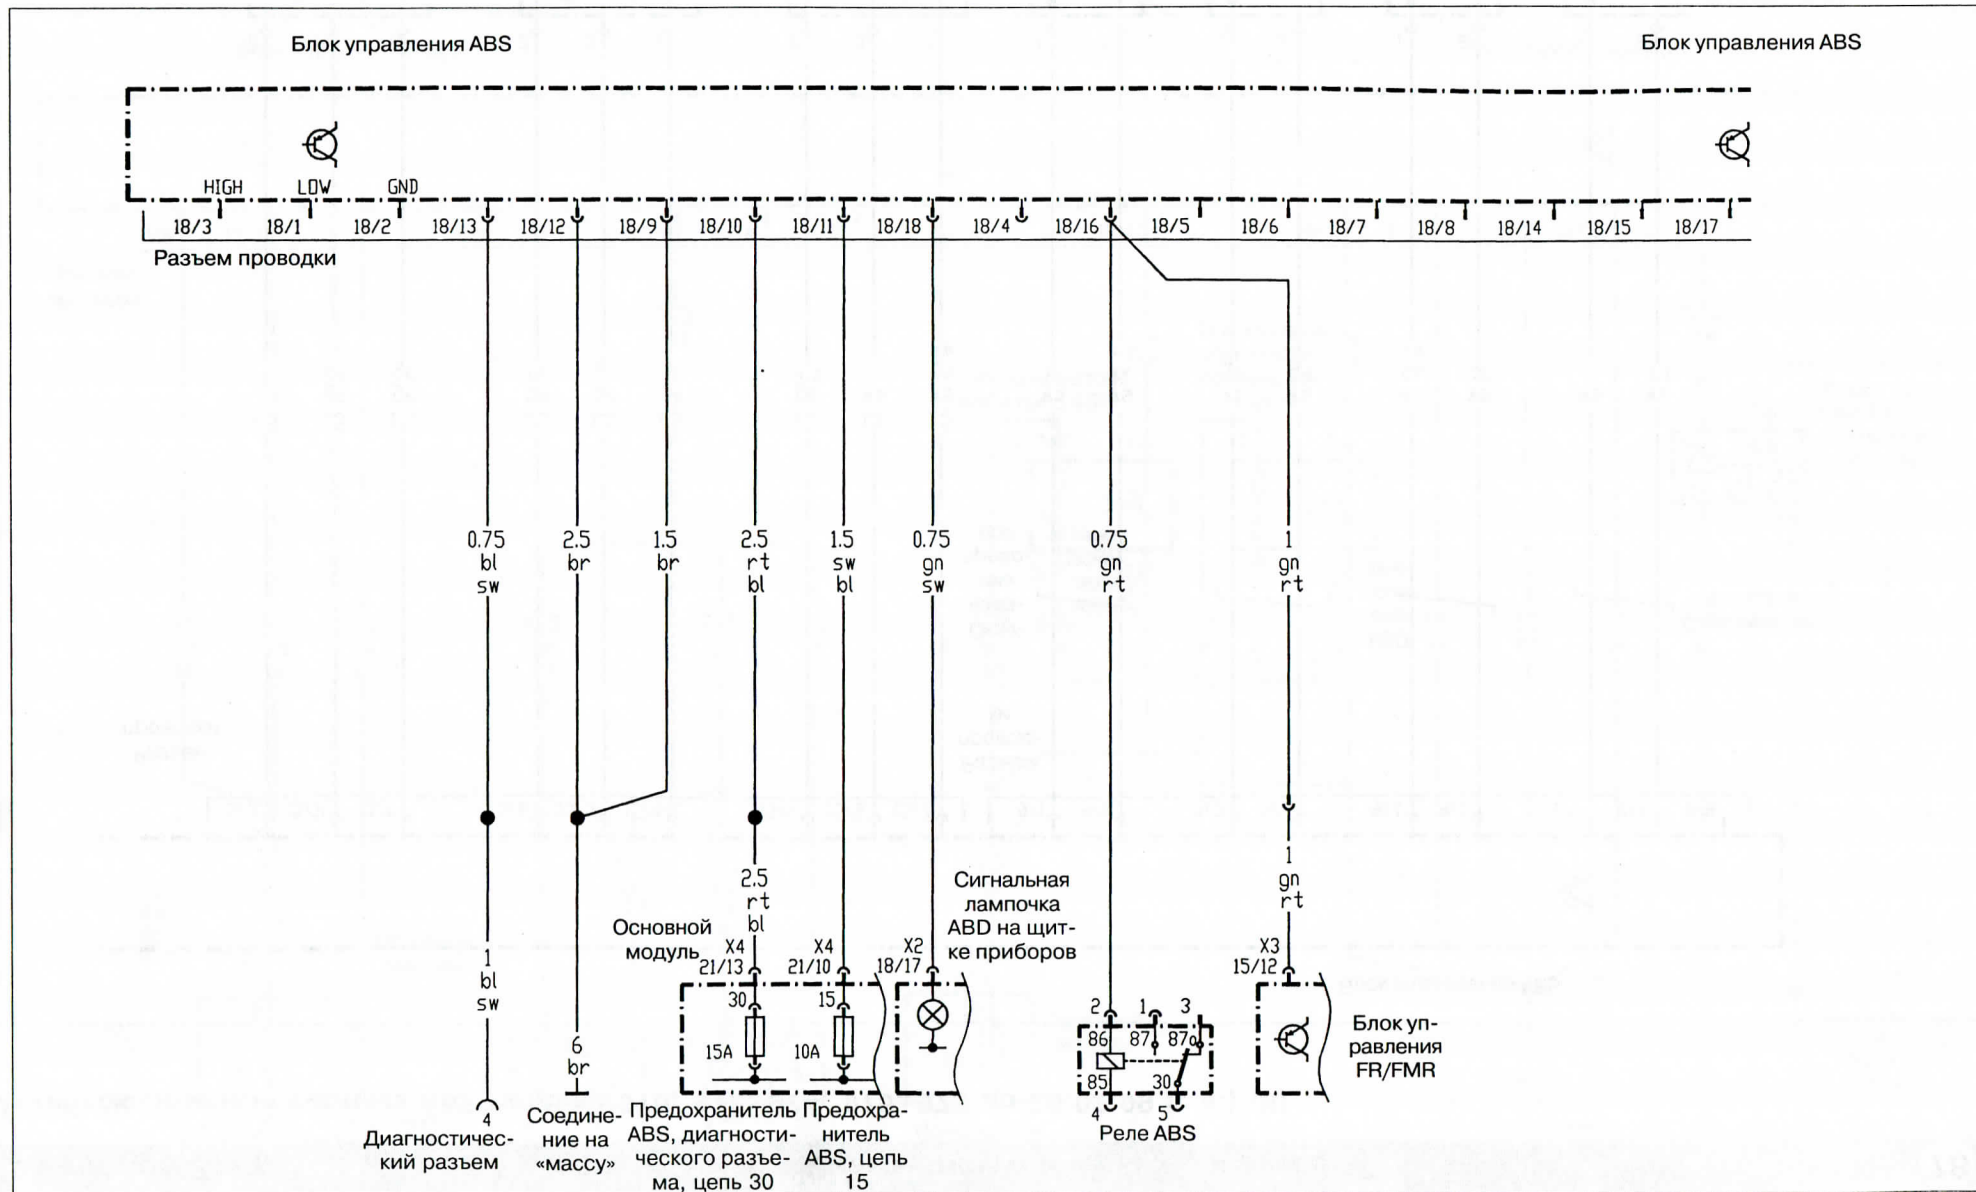 Блок управления ABS
Блок управления ABS
HIGH LOW GND
18/3 18/1 18/2 18/13 18/12 18/9 18/10 18/11 18/18 18/4 18/16 18/5 18/6 18/7 18/8 18/14 18/15 18/17
Разъем проводки
0.75 2.5 1.5 2.5 1.5 0.75 0.75 1
bl br br rt sw gn gn gn
sw bl bl sw rt rt
2.5
rt
bl
1
gn
rt
Сигнальная
лампочка
ABD на щит-
ке приборов
Основной
модуль
X4 X4 X2 X3
21/13 21/10 18/17 15/12
1
bl
sw
30 15
15A 10A
6
br
2 1 3
86 87 87a
85 30
4 5
Реле ABS
Блок уп-
равления
FR/FMR
4
Диагностичес-
кий разъем
Соедине-
ние на
«массу»
Предохранитель
ABS, диагности-
ческого разъе-
ма, цепь 30
Предохра-
нитель
ABS, цепь
15